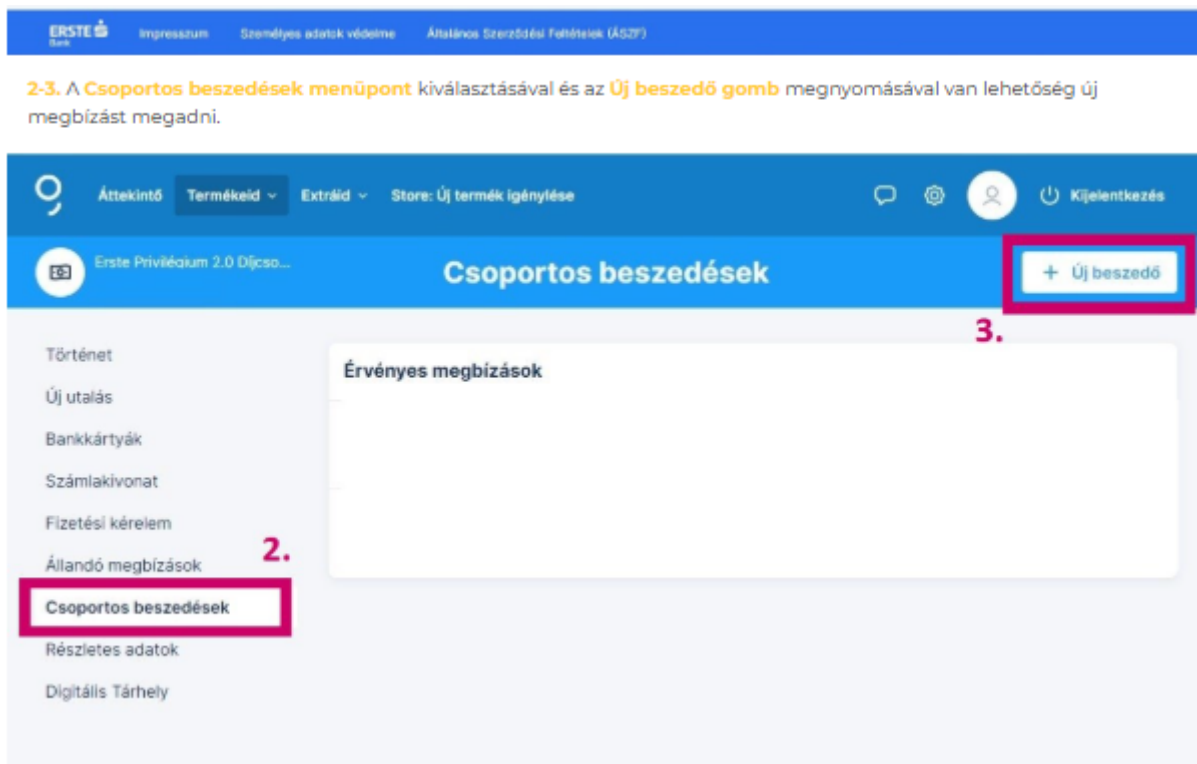 ERSTE Bank Impresszum Személyes adatok védelme Általános Szerződési Feltételek (ÁSZF)
2-3. A Csoportos beszedések menüpont kiválasztásával és az Új beszedő gomb megnyomásával van lehetőség új
megbízást megadni.
Áttekintő Termékeid Extráid Store: Új termék igénylése Kijelentkezés
Erste Privilégium 2.0 Díjcso... Csoportos beszedések + Új beszedő
3.
Történet
Érvényes megbízások
Új utalás
Bankkártyák
Számlakivonat
Fizetési kérelem
2.
Állandó megbízások
Csoportos beszedések
Részletes adatok
Digitális Tárhely